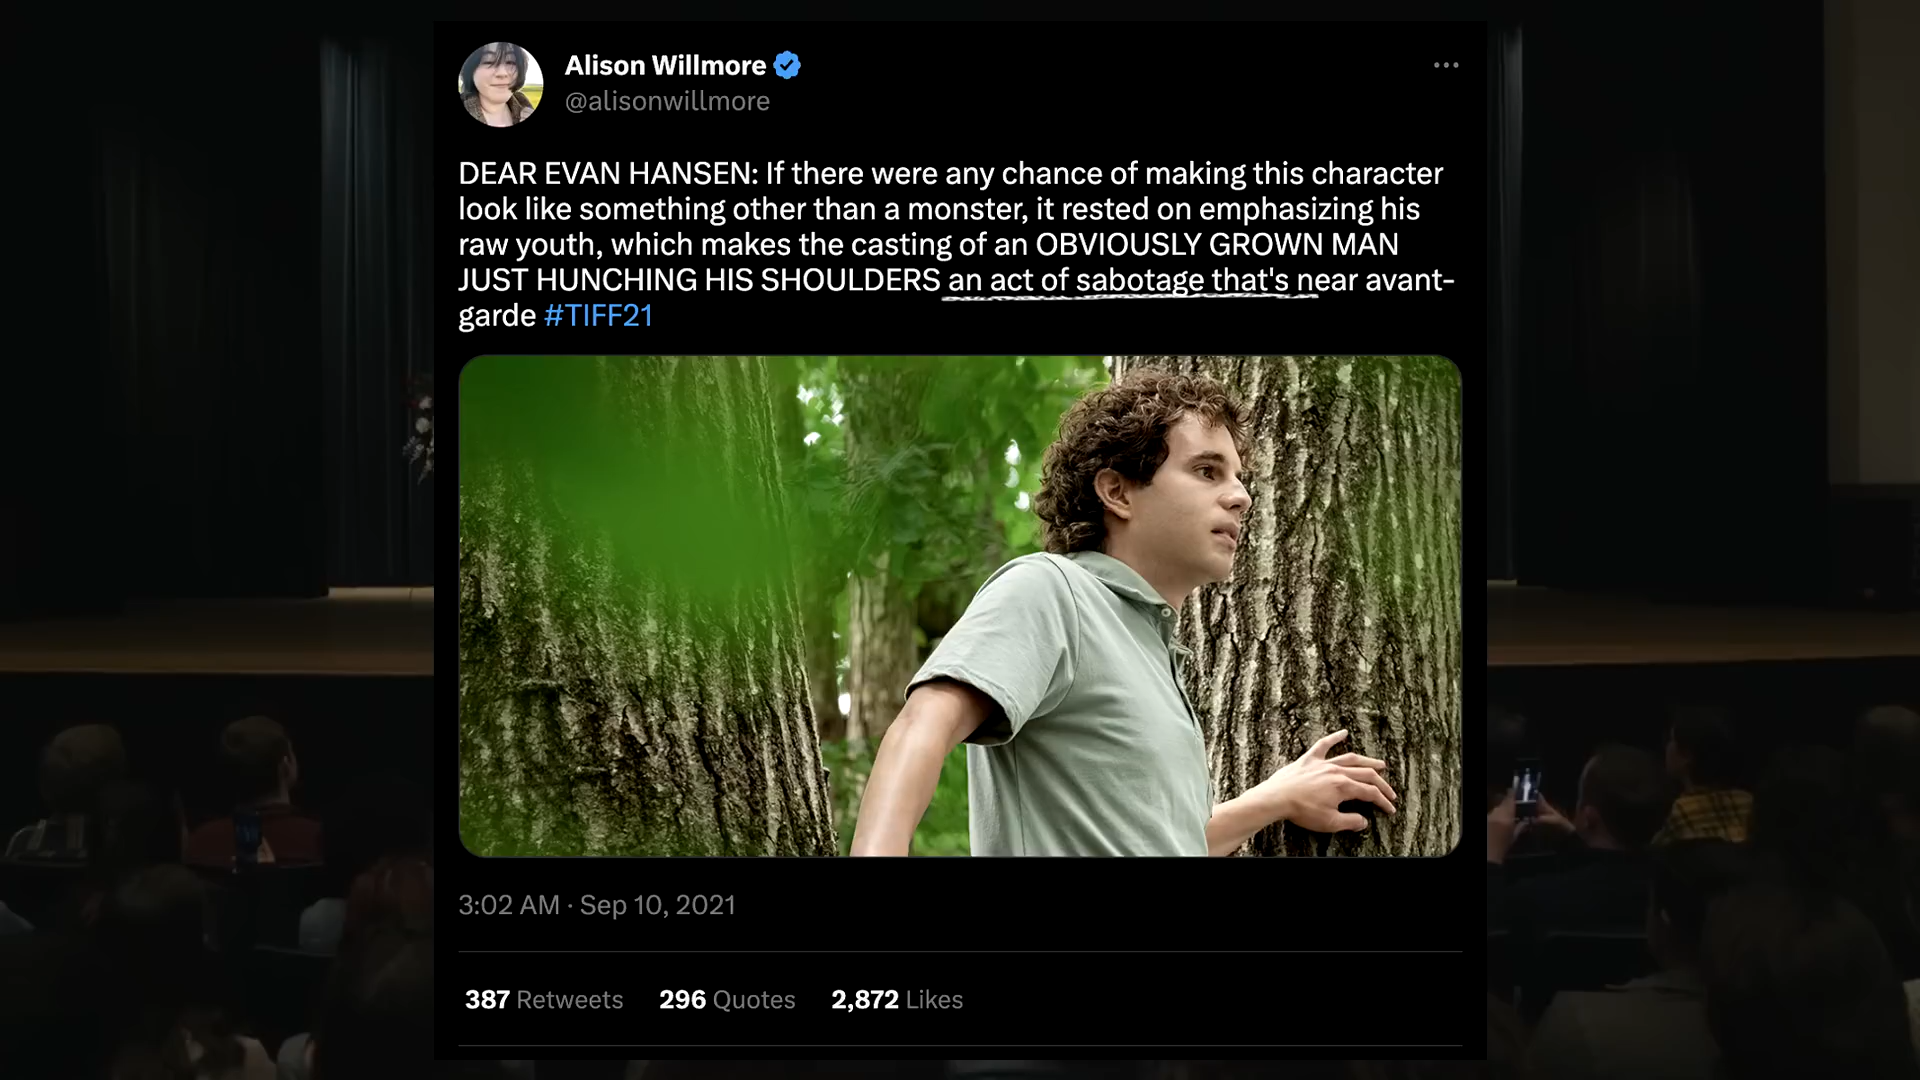 Alison Willmore
@alisonwillmore
DEAR EVAN HANSEN: If there were any chance of making this character
look like something other than a monster, it rested on emphasizing his
raw youth, which makes the casting of an OBVIOUSLY GROWN MAN
JUST HUNCHING HIS SHOULDERS an act of sabotage that's near avant-
garde #TIFF21
3:02 AM · Sep 10, 2021
387 Retweets 296 Quotes 2,872 Likes